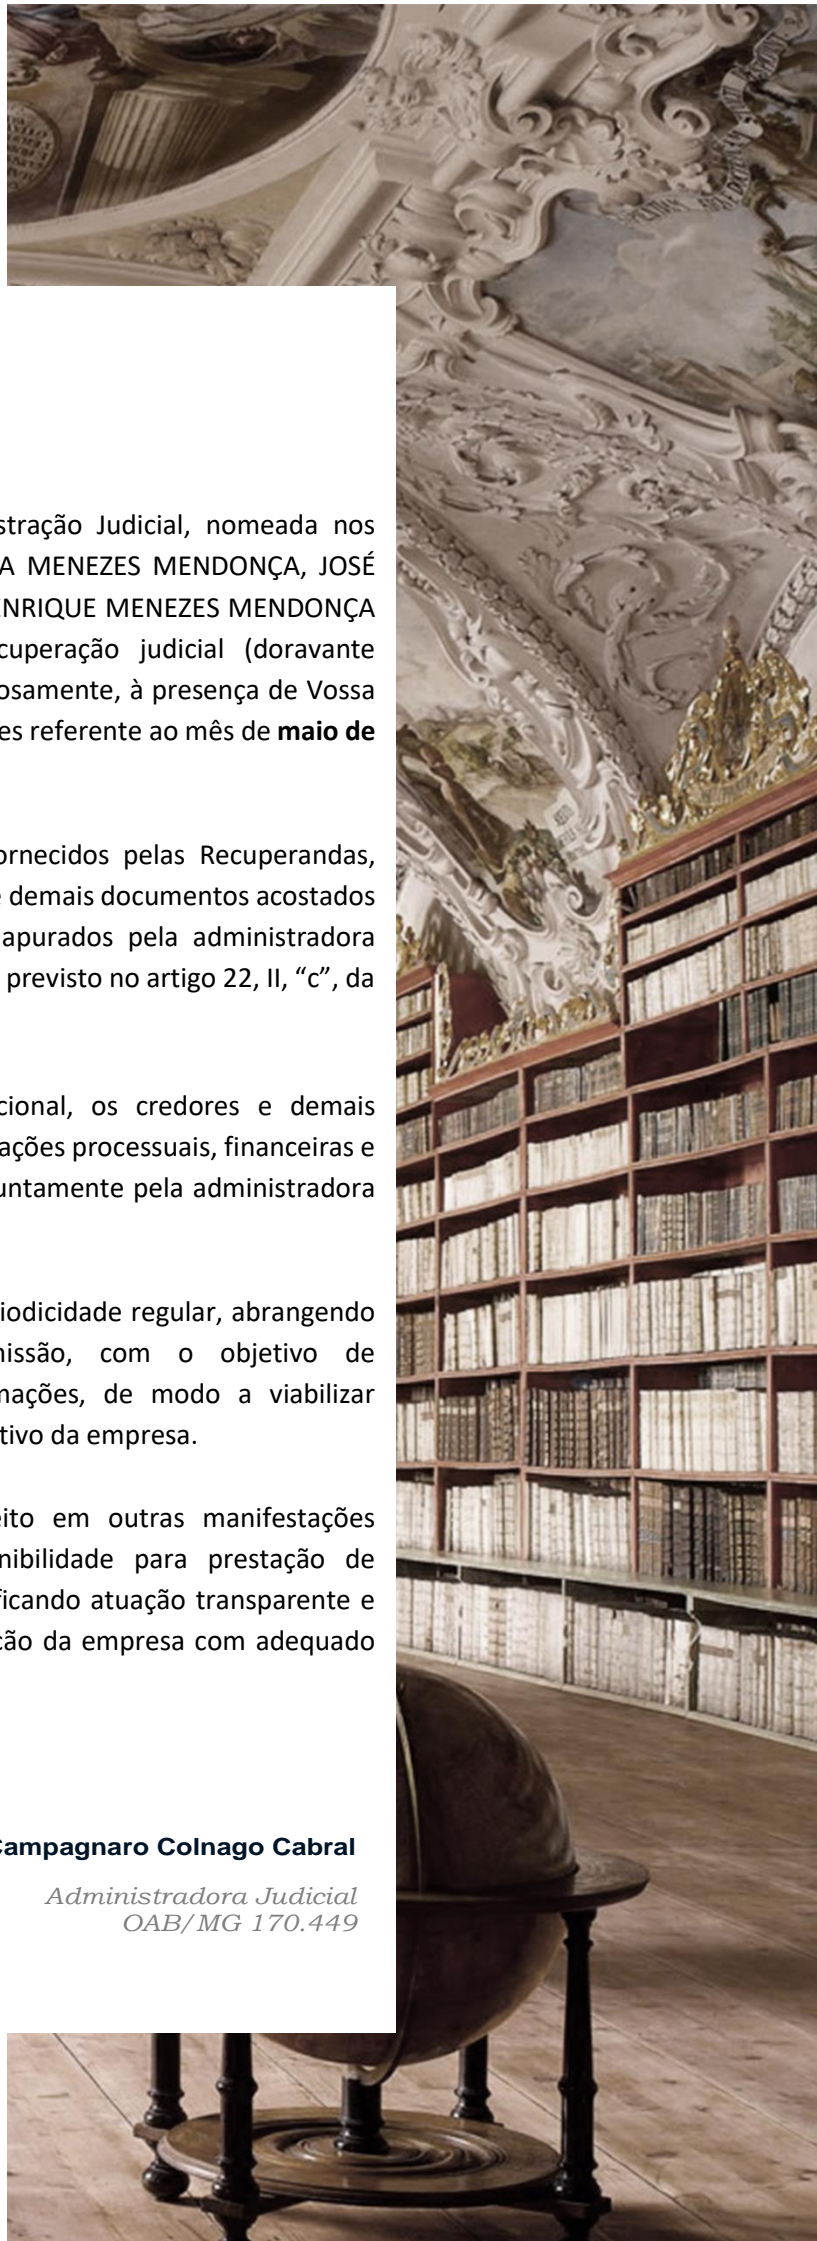 stração Judicial, nomeada nos
A MENEZES MENDONÇA, JOSÉ
ENRIQUE MENEZES MENDONÇA
cuperação judicial (doravante
osamente, à presença de Vossa
es referente ao mês de maio de
ornecidos pelas Recuperandas,
e demais documentos acostados
apurados pela administradora
previsto no artigo 22, II, “c”, da
cional, os credores e demais
ações processuais, financeiras e
untamente pela administradora
iodicidade regular, abrangendo
nissão, com o objetivo de
mações, de modo a viabilizar
tivo da empresa.
eito em outras manifestações
nibilidade para prestação de
ficando atuação transparente e
ção da empresa com adequado
Campagnaro Colnago Cabral
Administradora Judicial
OAB/MG 170.449